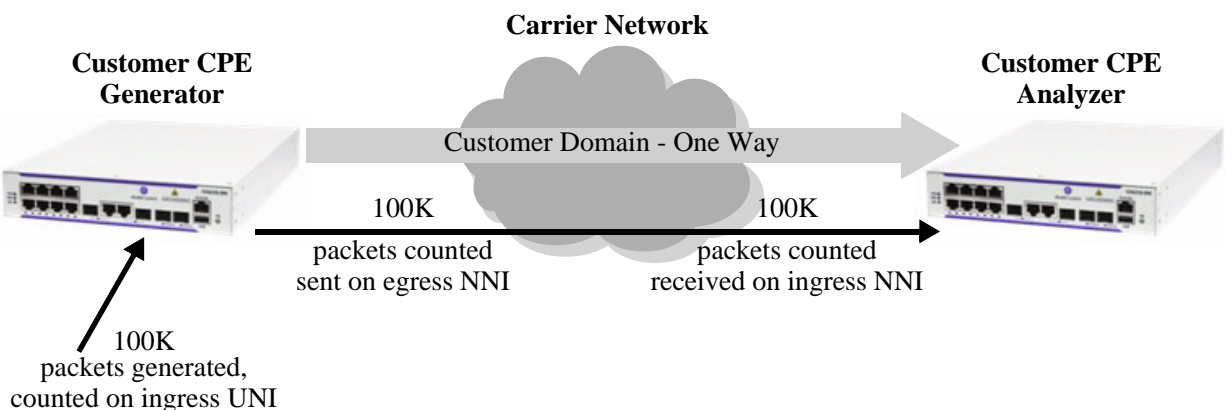 Carrier Network
Customer CPE
Generator
Customer CPE
Analyzer
Customer Domain - One Way
100K
packets counted
sent on egress NNI
100K
packets counted
received on ingress NNI
100K
packets generated,
counted on ingress UNI